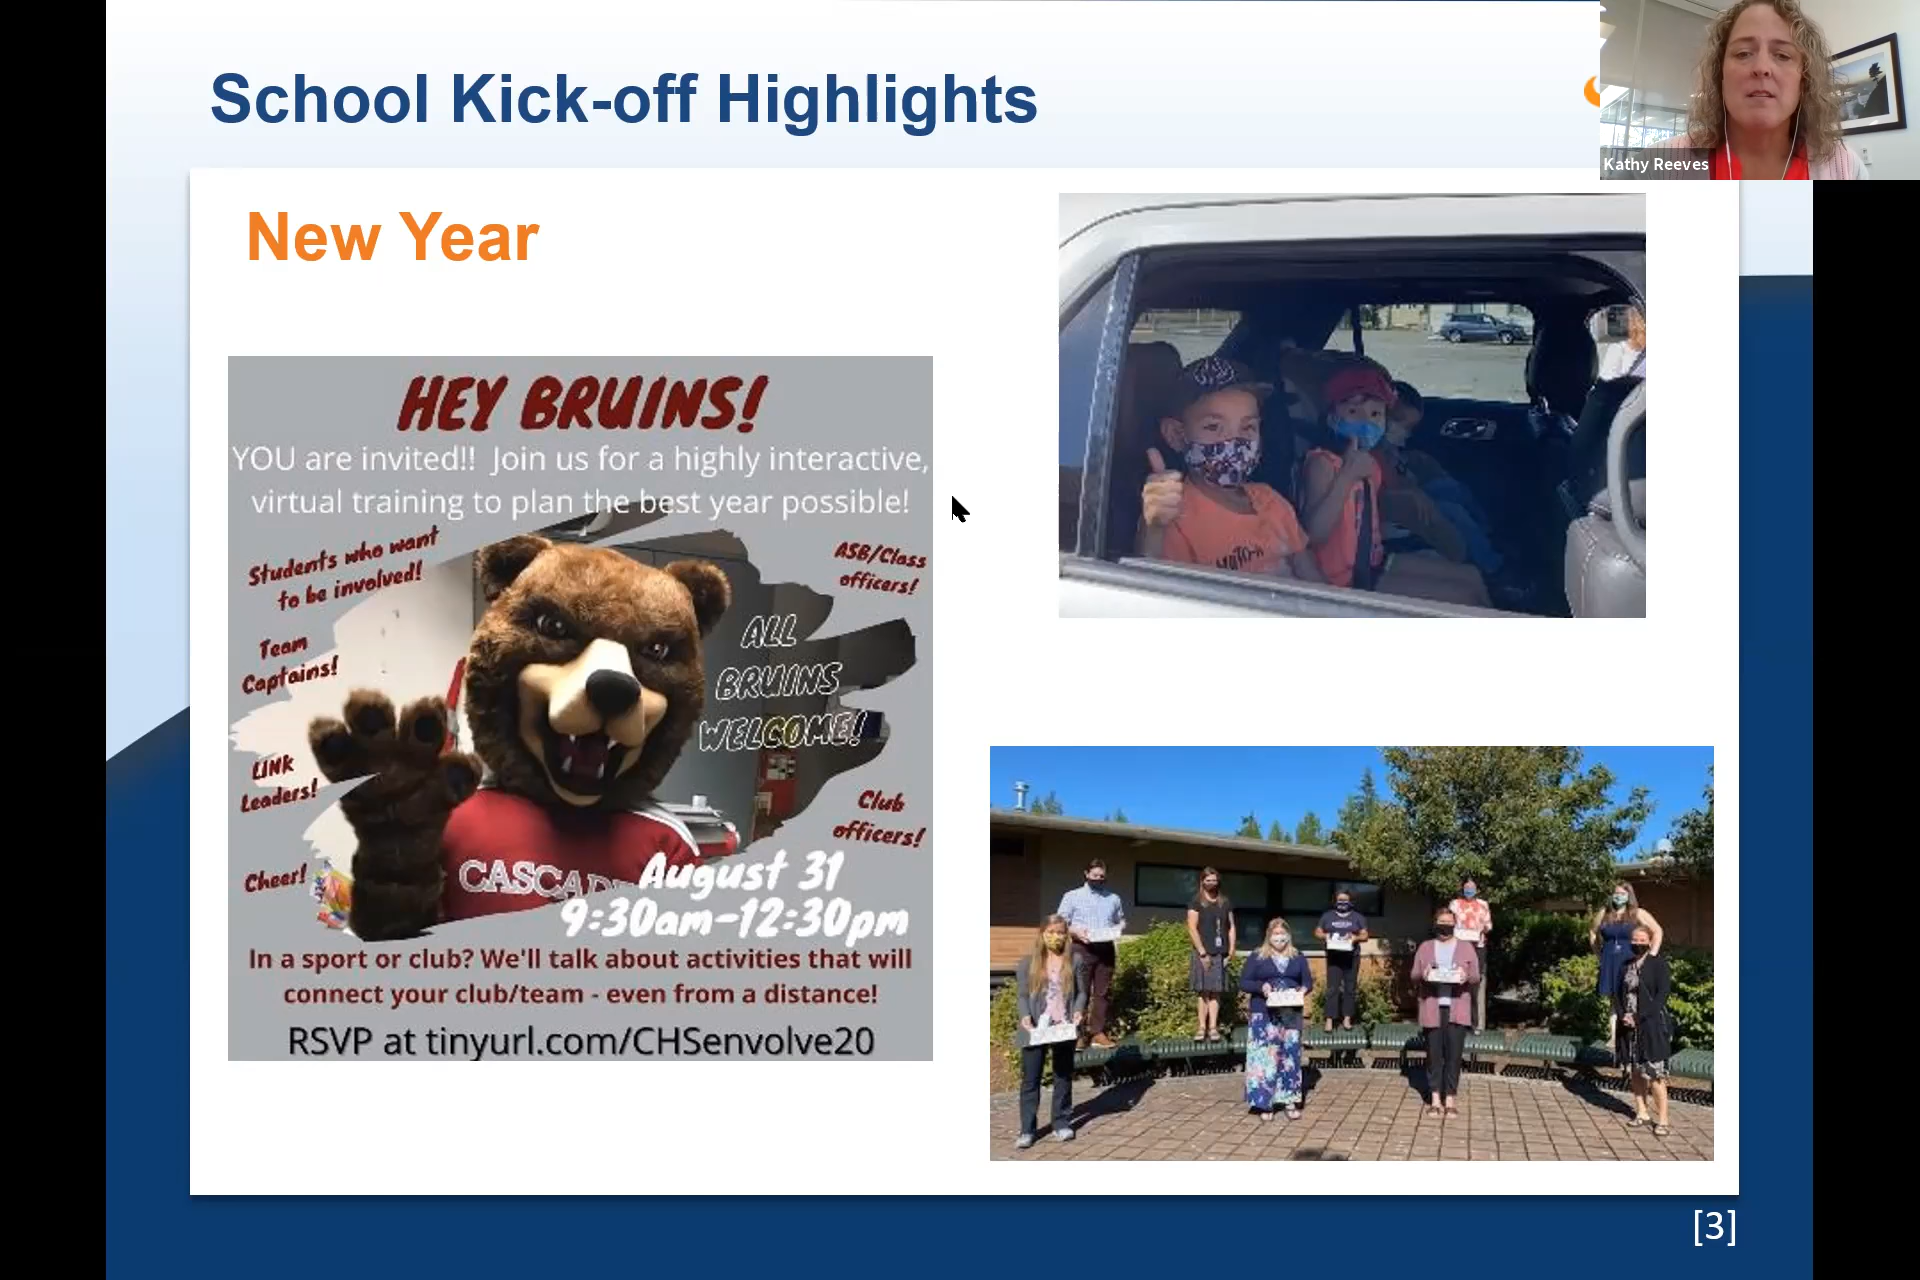 School Kick-off Highlights
Kathy Reeves
New Year
HEY BRUINS!
YOU are invited!! Join us for a highly interactive,
virtual training to plan the best year possible!
Students who want
to be involved!
ASB/Class
officers!
Team
Captains!
ALL
BRUINS
WELCOME!
LINK
Leaders!
Club
officers!
Cheer!
August 31
9:30am-12:30pm
In a sport or club? We'll talk about activities that will
connect your club/team - even from a distance!
RSVP at tinyurl.com/CHSenvolve20
[3]